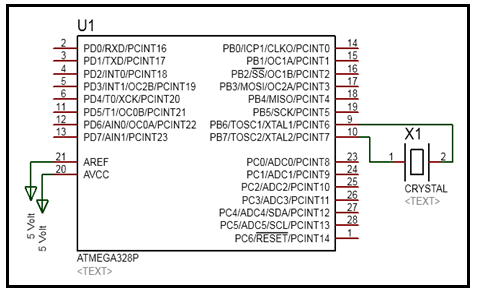 U1
2 PD0/RXD/PCINT16 PB0/ICP1/CLKO/PCINT0 14
3 PD1/TXD/PCINT17 PB1/OC1A/PCINT1 15
4 PD2/INT0/PCINT18 PB2/SS/OC1B/PCINT2 16
5 PD3/INT1/OC2B/PCINT19 PB3/MOSI/OC2A/PCINT3 17
6 PD4/T0/XCK/PCINT20 PB4/MISO/PCINT4 18
11 PD5/T1/OC0B/PCINT21 PB5/SCK/PCINT5 19
12 PD6/AIN0/OC0A/PCINT22 PB6/TOSC1/XTAL1/PCINT6 9
13 PD7/AIN1/PCINT23 PB7/TOSC2/XTAL2/PCINT7 10
X1
1 2
CRYSTAL
<TEXT>
21 AREF PC0/ADC0/PCINT8 23
20 AVCC PC1/ADC1/PCINT9 24
PC2/ADC2/PCINT10 25
PC3/ADC3/PCINT11 26
PC4/ADC4/SDA/PCINT12 27
PC5/ADC5/SCL/PCINT13 28
PC6/RESET/PCINT14 1
5 Volt
5 Volt
ATMEGA328P
<TEXT>